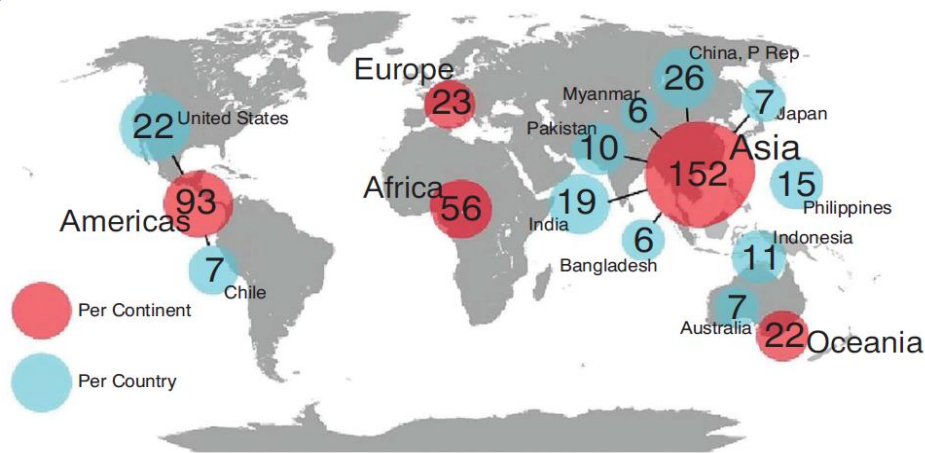 China, P Rep
26
Europe
23
Myanmar
6
7
Japan
22
United States
Pakistan
10
Asia
152
Africa
56
93
Americas
19
India
15
Philippines
6
Bangladesh
Indonesia
11
7
Chile
Per Continent
7
Australia
22
Oceania
Per Country